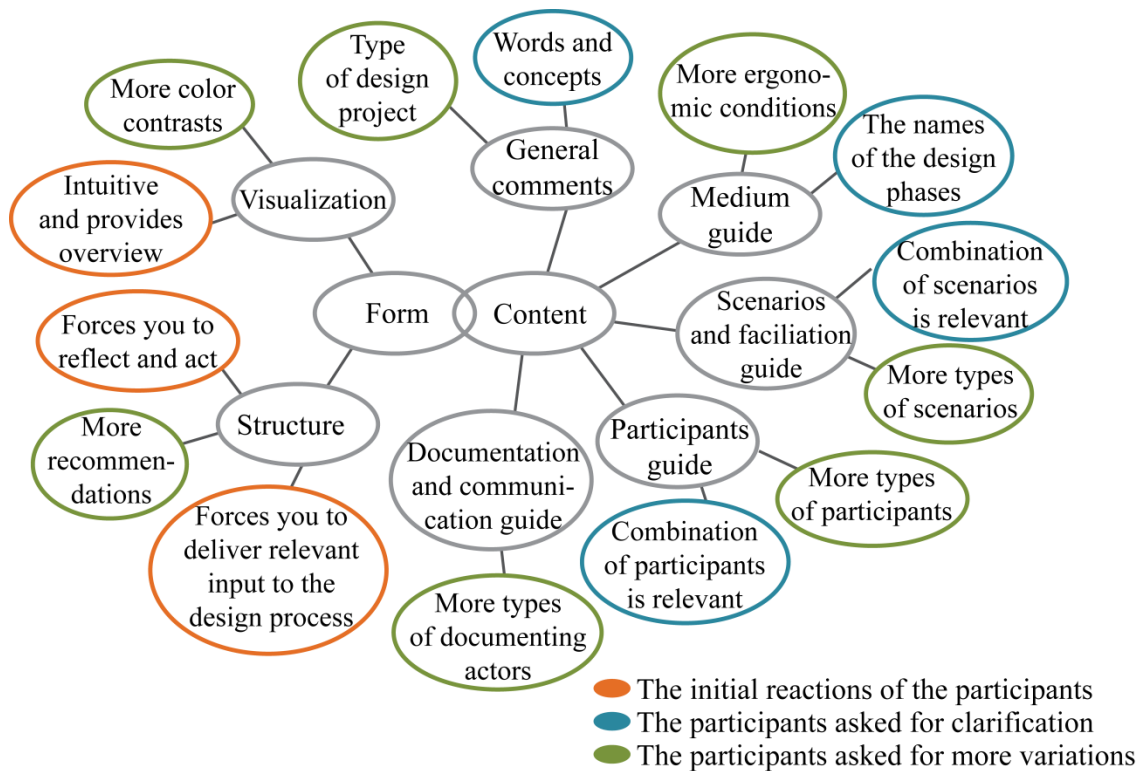 Type
of design
project
Words and
concepts
More ergono-
mic conditions
More color
contrasts
General
comments
The names
of the design
phases
Intuitive
and provides
overview
Visualization
Medium
guide
Combination
of scenarios
is relevant
Form
Content
Scenarios
and faciliation
guide
Forces you to
reflect and act
More types
of scenarios
Structure
More
recommen-
dations
Documentation
and communi-
cation guide
Participants
guide
More types
of participants
Forces you to
deliver relevant
input to the
design process
Combination
of participants
is relevant
More types
of documenting
actors
The initial reactions of the participants
The participants asked for clarification
The participants asked for more variations